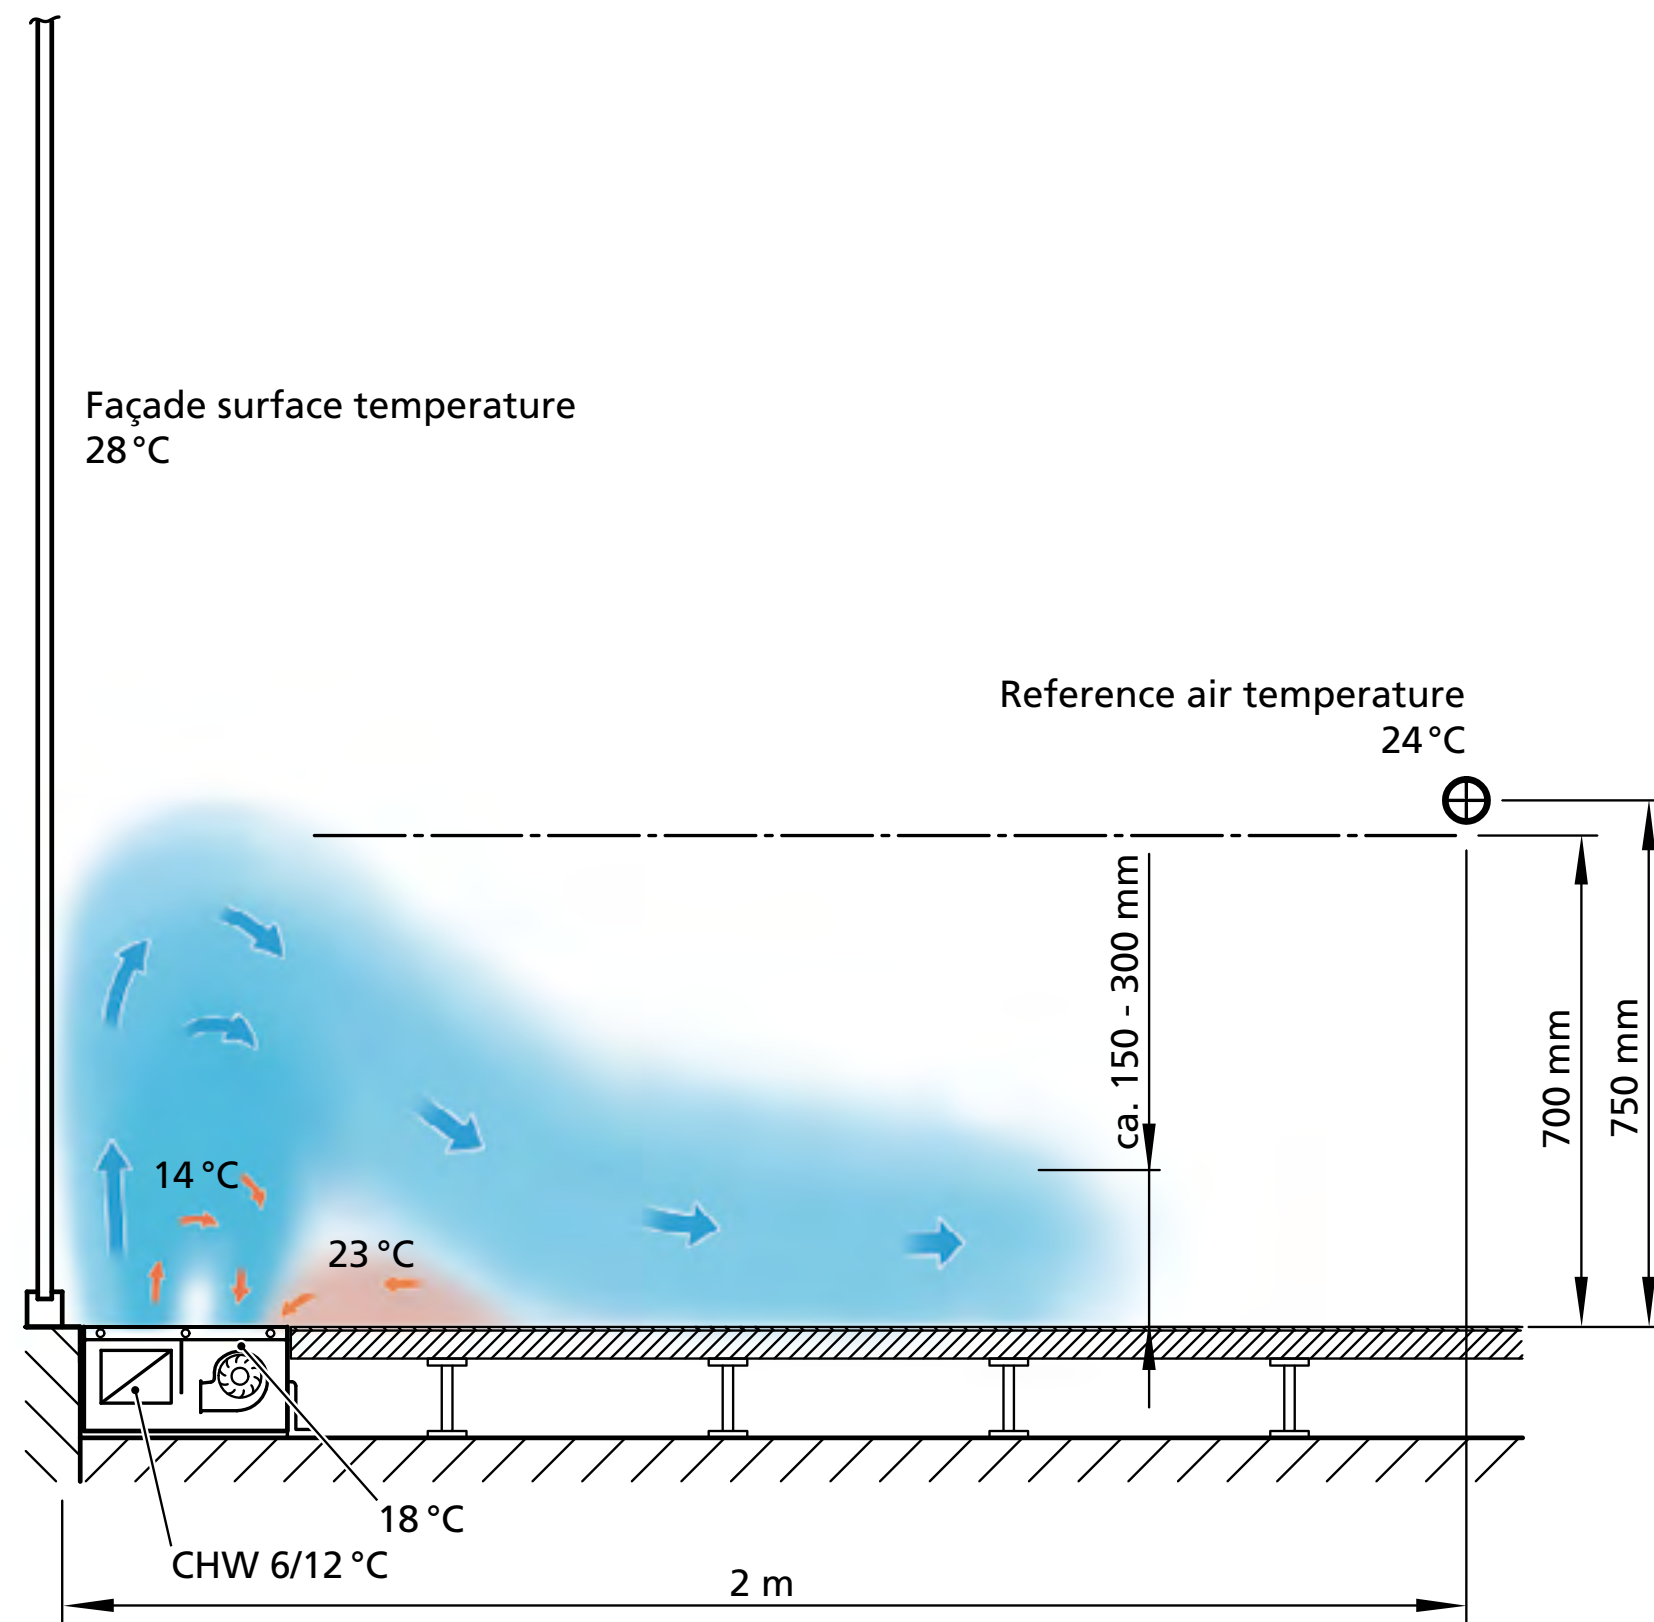 Façade surface temperature
28 °C
Reference air temperature
24 °C
ca. 150 - 300 mm
700 mm
750 mm
14 °C
23 °C
18 °C
CHW 6/12 °C
2 m